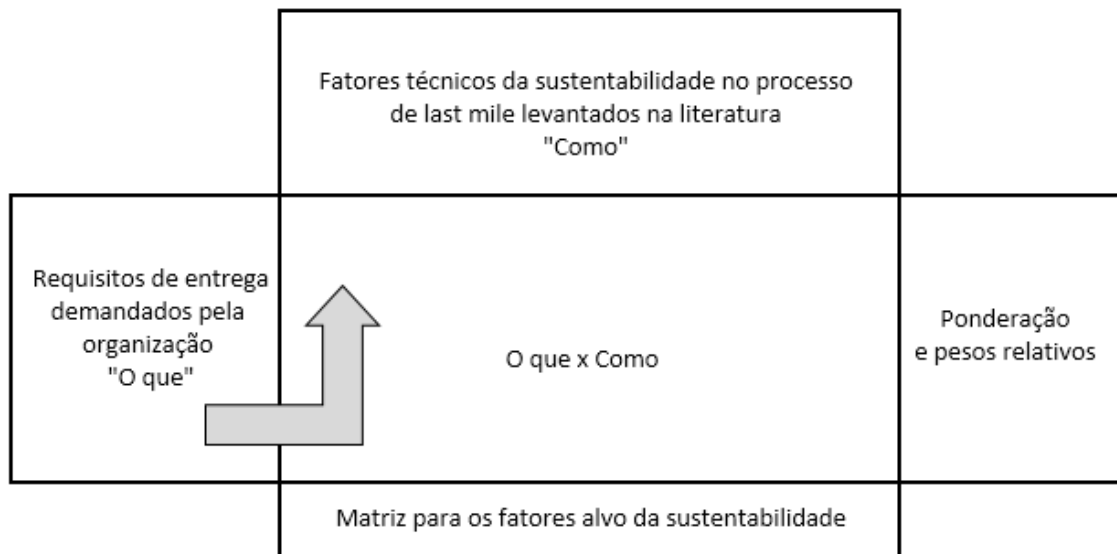 Fatores técnicos da sustentabilidade no processo
de last mile levantados na literatura
"Como"
Requisitos de entrega
demandados pela
organização
"O que"
O que x Como
Ponderação
e pesos relativos
Matriz para os fatores alvo da sustentabilidade